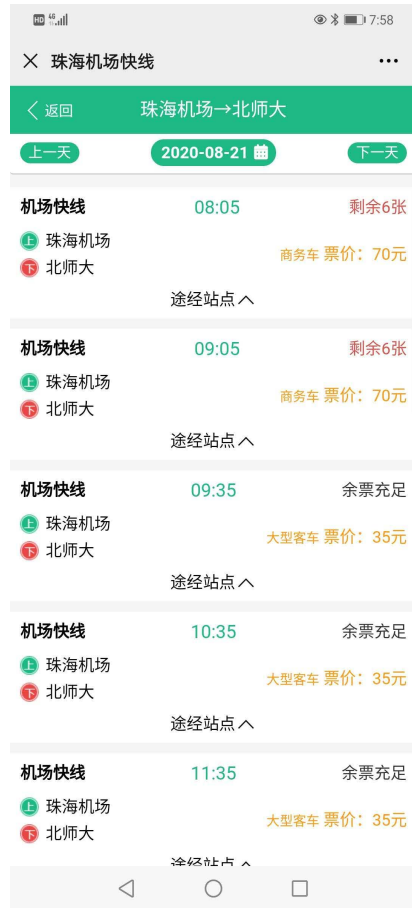 HD 4G 7:58
珠海机场快线
返回 珠海机场→北师大
上一天 2020-08-21 下一天
机场快线 08:05 剩余6张
上 珠海机场
商务车 票价：70元
下 北师大
途经站点
机场快线 09:05 剩余6张
上 珠海机场
商务车 票价：70元
下 北师大
途经站点
机场快线 09:35 余票充足
上 珠海机场
大型客车 票价：35元
下 北师大
途经站点
机场快线 10:35 余票充足
上 珠海机场
大型客车 票价：35元
下 北师大
途经站点
机场快线 11:35 余票充足
上 珠海机场
大型客车 票价：35元
下 北师大
途经站点